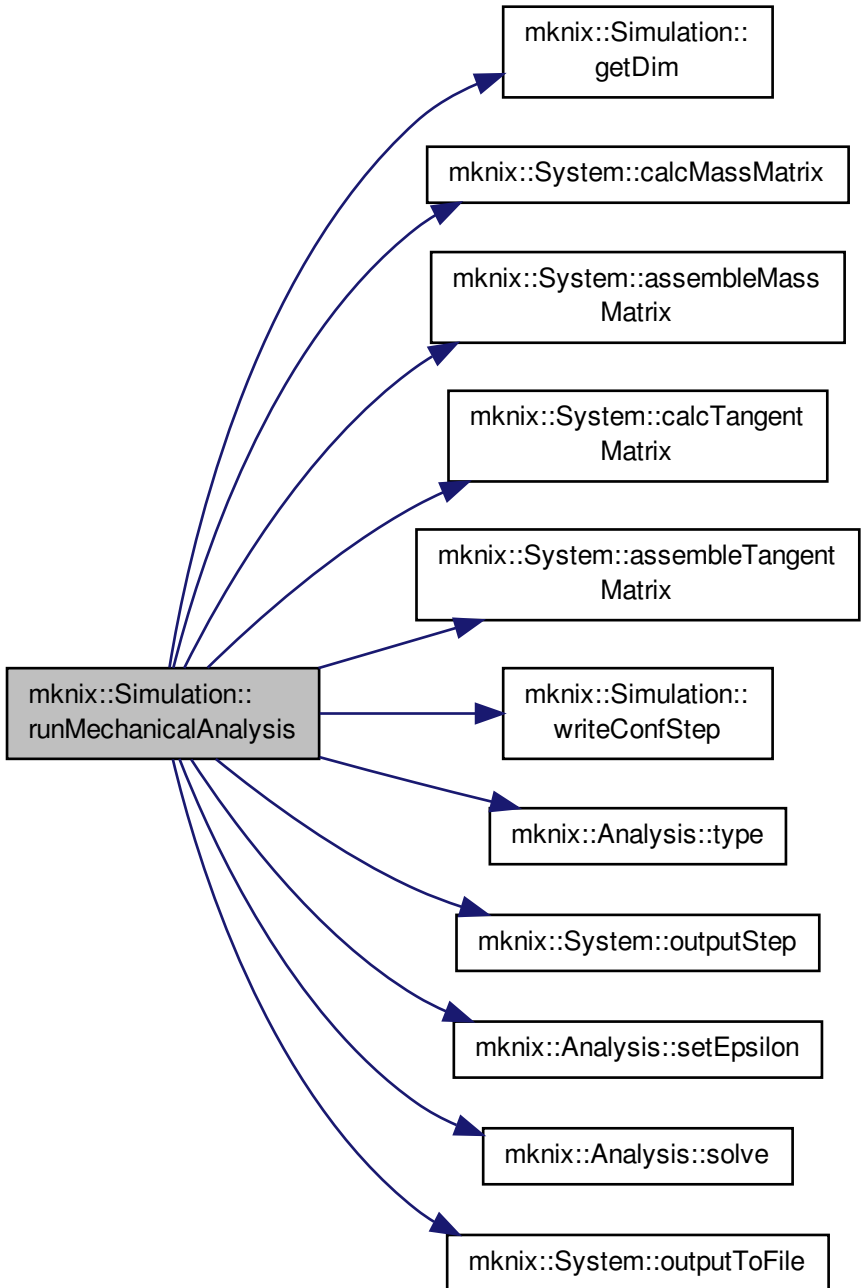 mknix::Simulation::
getDim
mknix::System::calcMassMatrix
mknix::System::assembleMass
Matrix
mknix::System::calcTangent
Matrix
mknix::System::assembleTangent
Matrix
mknix::Simulation::
runMechanicalAnalysis
mknix::Simulation::
writeConfStep
mknix::Analysis::type
mknix::System::outputStep
mknix::Analysis::setEpsilon
mknix::Analysis::solve
mknix::System::outputToFile